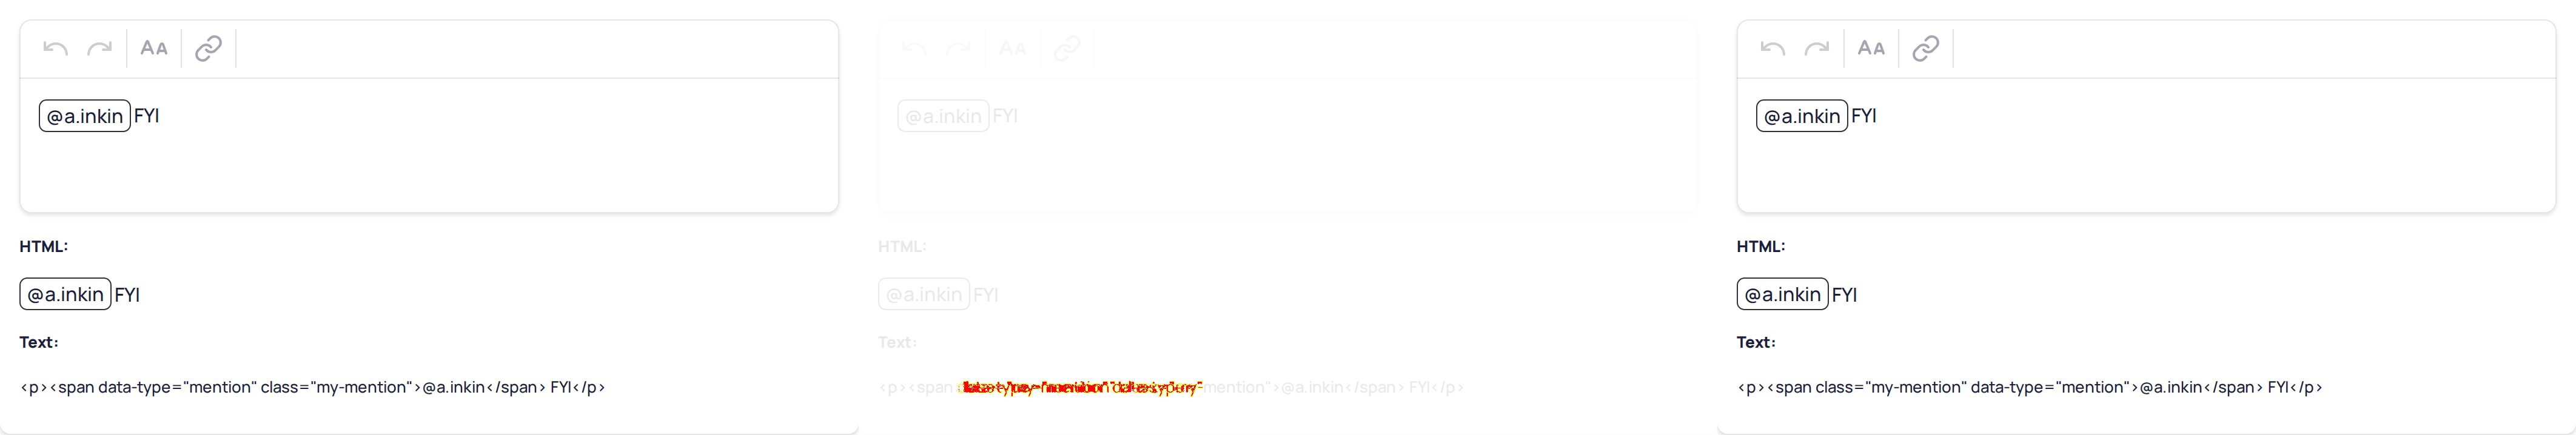 AA
@a.inkin FYI
HTML:
@a.inkin FYI
Text:
<p><span data-type="mention" class="my-mention">@a.inkin</span> FYI</p>
AA
@a.inkin FYI
HTML:
@a.inkin FYI
Text:
<p><span mention">@a.inkin</span> FYI</p>
AA
@a.inkin FYI
HTML:
@a.inkin FYI
Text:
<p><span class="my-mention" data-type="mention">@a.inkin</span> FYI</p>